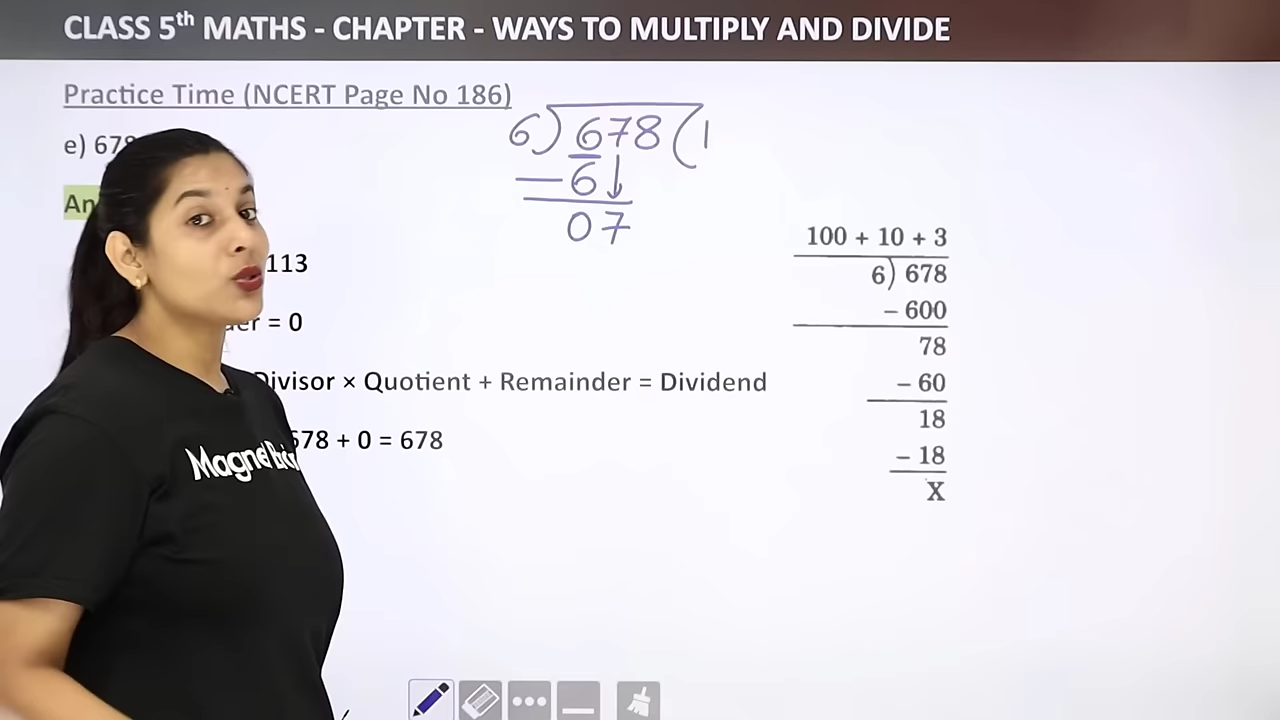 CLASS 5th MATHS - CHAPTER - WAYS TO MULTIPLY AND DIVIDE
Practice Time (NCERT Page No 186)
e) 678
An
113
= 0
Divisor × Quotient + Remainder = Dividend
678 + 0 = 678
6) 678 (1
— 6 ↓
07
100 + 10 + 3
6) 678
– 600
78
– 60
18
– 18
X
Magnet